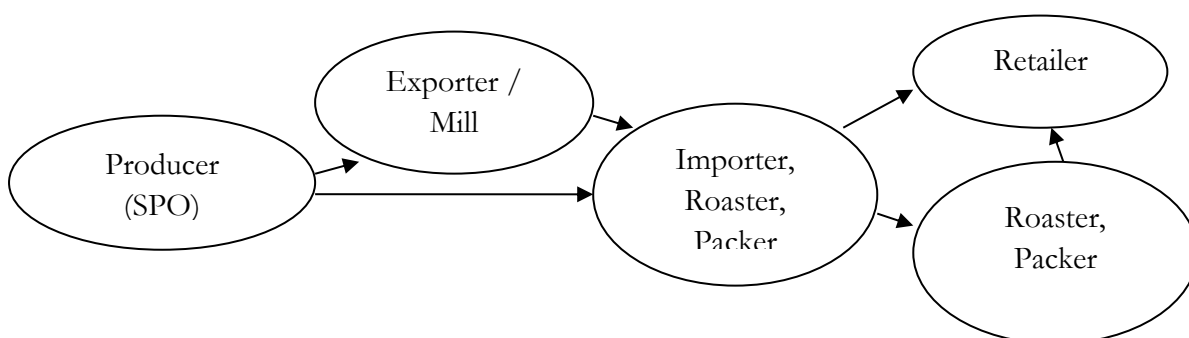 Producer
(SPO)
Exporter /
Mill
Importer,
Roaster,
Packer
Retailer
Roaster,
Packer